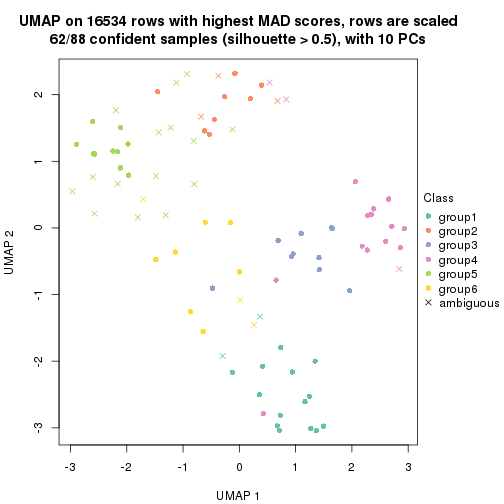 UMAP on 16534 rows with highest MAD scores, rows are scaled
62/88 confident samples (silhouette > 0.5), with 10 PCs
2
1
0
-1
-2
-3
UMAP 2
-3
-2
-1
0
1
2
3
UMAP 1
Class
group1
group2
group3
group4
group5
group6
ambiguous